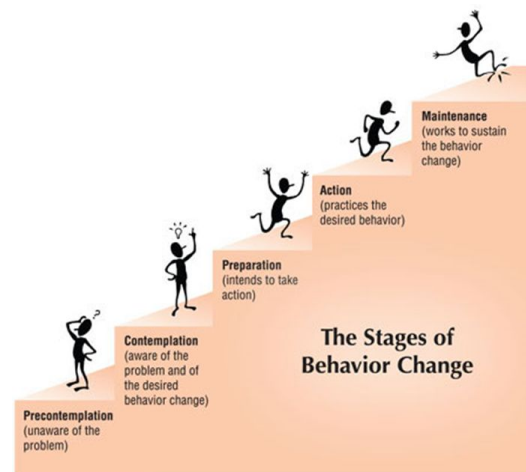 Maintenance
(works to sustain
the behavior
change)
Action
(practices the
desired behavior)
Preparation
(intends to take
action)
Contemplation
(aware of the
problem and of
the desired
behavior change)
Precontemplation
(unaware of the
problem)
?
The Stages of
Behavior Change